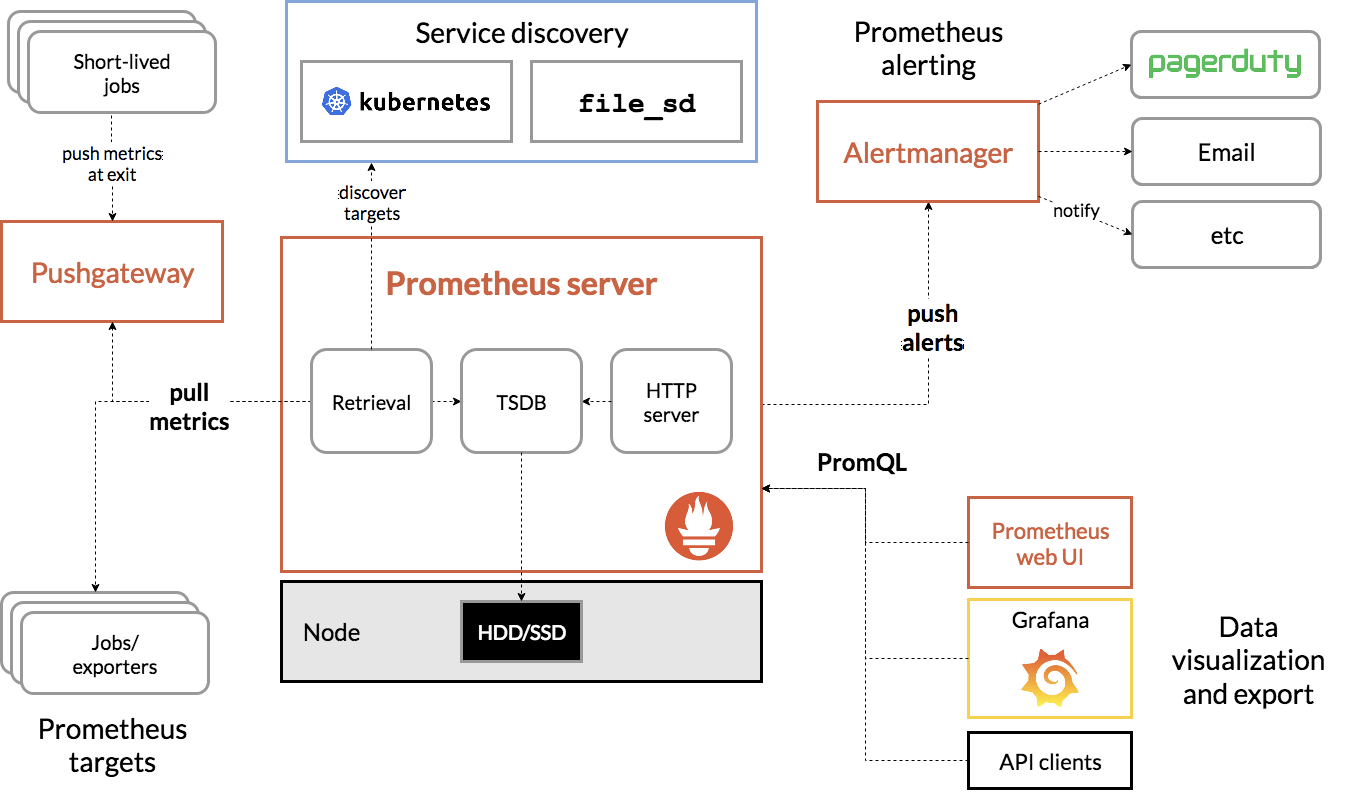 Short-lived
jobs
push metrics
at exit
Pushgateway
Service discovery
kubernetes
file_sd
discover
targets
Prometheus
alerting
Alertmanager
pagerduty
Email
etc
notify
Prometheus server
Retrieval
TSDB
HTTP
server
pull
metrics
push
alerts
PromQL
Node
HDD/SSD
Jobs/
exporters
Prometheus
targets
Prometheus
web UI
Grafana
API clients
Data
visualization
and export